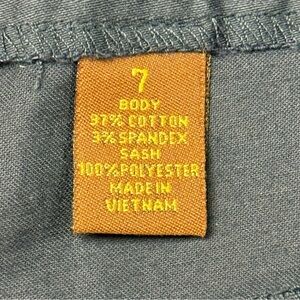 7
BODY
97% COTTON
3% SPANDEX
SASH
100% POLYESTER
MADE IN
VIETNAM